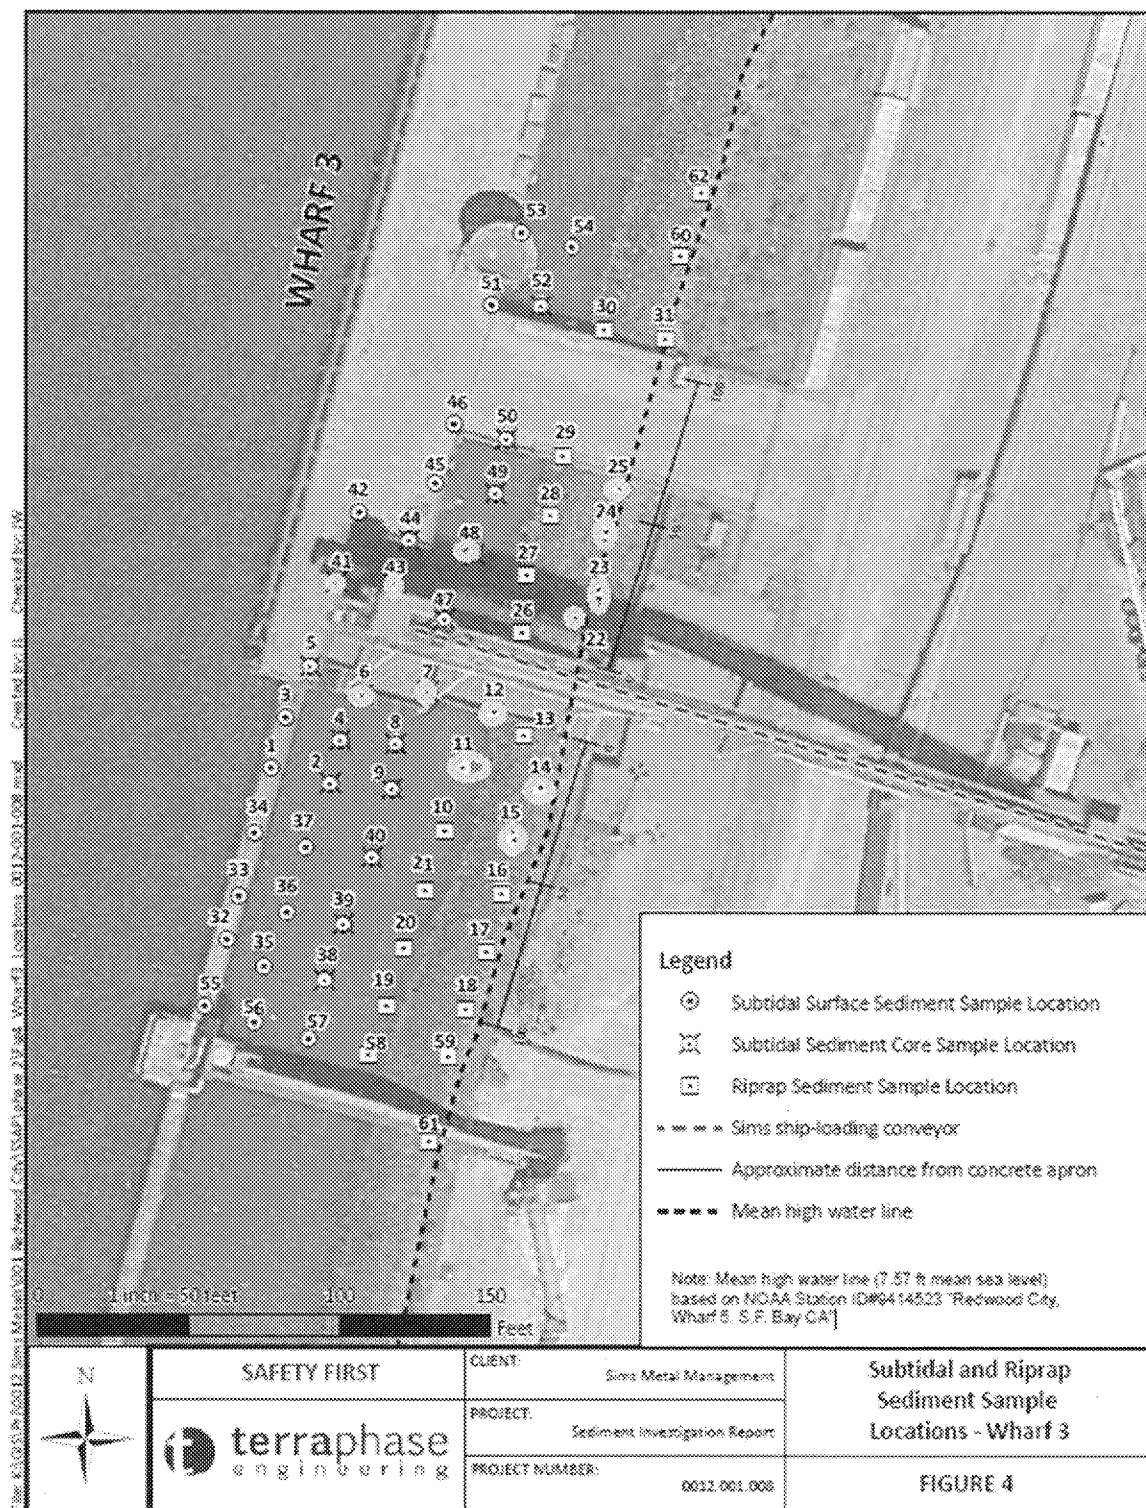 WHARF 3
62
53
54
60
51
52
30
31
100
46
50
29
45
49
25
42
28
44
24
48
41
43
27
23
47
26
5
22
6
7
12
3
4
8
13
1
11
2
9
14
34
37
10
15
40
33
36
21
16
39
32
35
20
17
38
55
19
18
56
57
58
59
61
Legend
Subtidal Surface Sediment Sample Location
Subtidal Sediment Core Sample Location
Riprap Sediment Sample Location
Sims ship-loading conveyor
Approximate distance from concrete apron
Mean high water line
Note: Mean high water line (7.57 ft mean sea level)
based on NOAA Station ID#9414523 "Redwood City,
Wharf 5, S.F. Bay CA"
0 1 inch = 50 feet 100 150
Feet
N
SAFETY FIRST
terraphase
engineering
CLIENT:
Sims Metal Management
PROJECT:
Sediment Investigation Report
PROJECT NUMBER:
0012.001.008
Subtidal and Riprap
Sediment Sample
Locations - Wharf 3
FIGURE 4